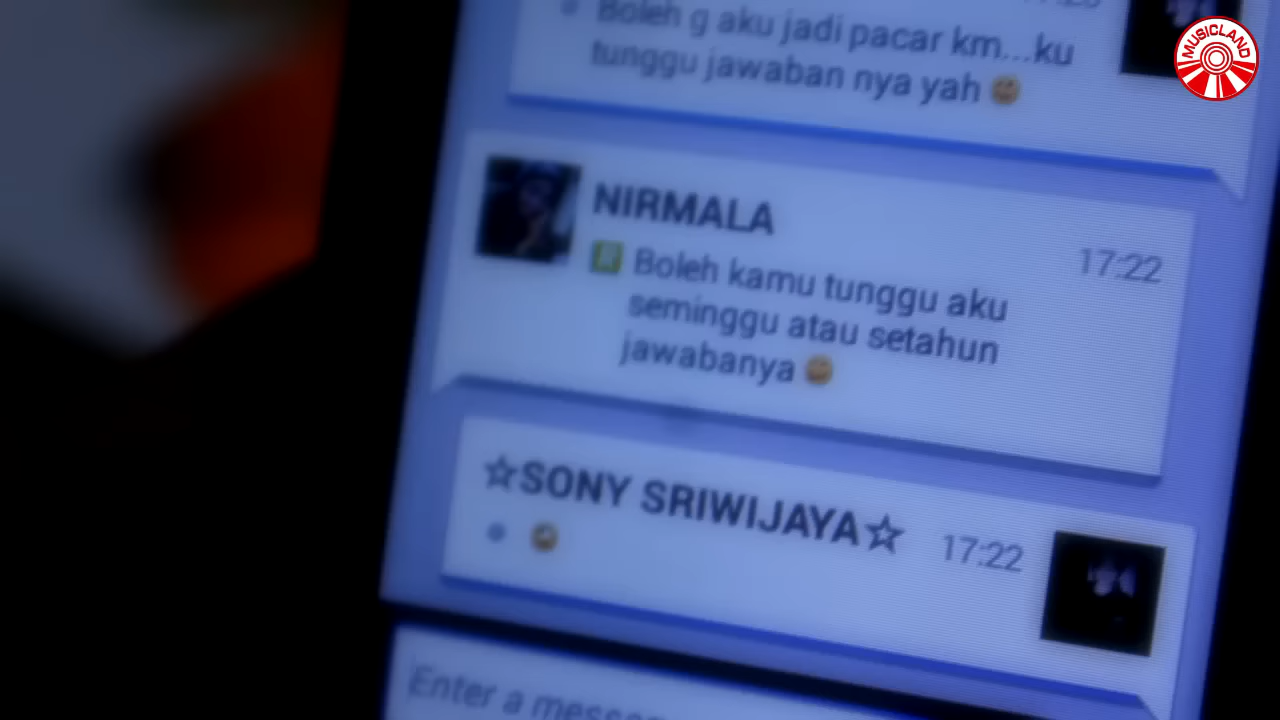 Boleh g aku jadi pacar km...ku
tunggu jawaban nya yah
MUSICLAND
NIRMALA
17:22
R Boleh kamu tunggu aku
seminggu atau setahun
jawabanya
☆SONY SRIWIJAYA☆
17:22
Enter a message